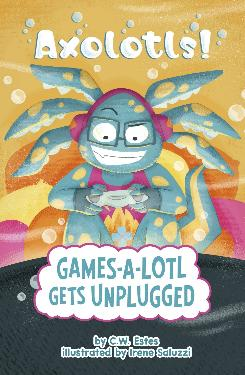 Axolotls!
GAMES-A-LOTL
GETS UNPLUGGED
by C.W. Estes
illustrated by Irene Saluzzi